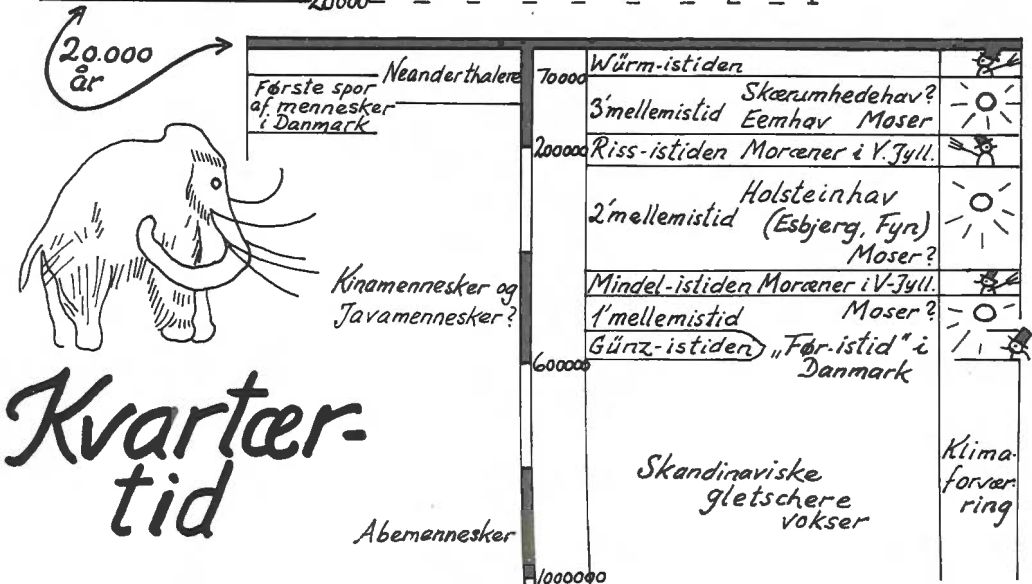 20000
20.000
år
Neanderthalere
Første spor
af mennesker
i Danmark
70000
Würm-istiden
3'mellemistid
Skærumhedehav?
Eemhav Moser
200000
Riss-istiden Moræner i V.Jyll.
2'mellemistid
Holsteinhav
(Esbjerg, Fyn)
Moser?
Kinamennesker og
Javamennesker?
Mindel-istiden Moræner i V-Jyll.
1'mellemistid
Moser?
Günz-istiden
„Før-istid" i
Danmark
600000
Kvartær-
tid
Skandinaviske
gletschere
vokser
Klima-
forvær-
ring
Abemennesker
1000000